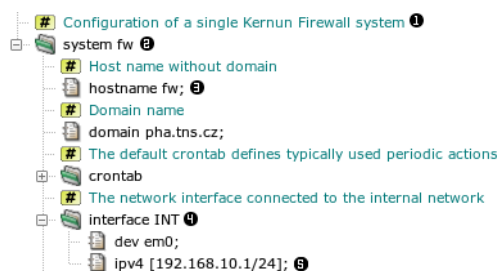 # Configuration of a single Kernun Firewall system ❶
system fw ❷
# Host name without domain
hostname fw; ❸
# Domain name
domain pha.tns.cz;
# The default crontab defines typically used periodic actions
crontab
# The network interface connected to the internal network
interface INT ❹
dev em0;
ipv4 [192.168.10.1/24]; ❺